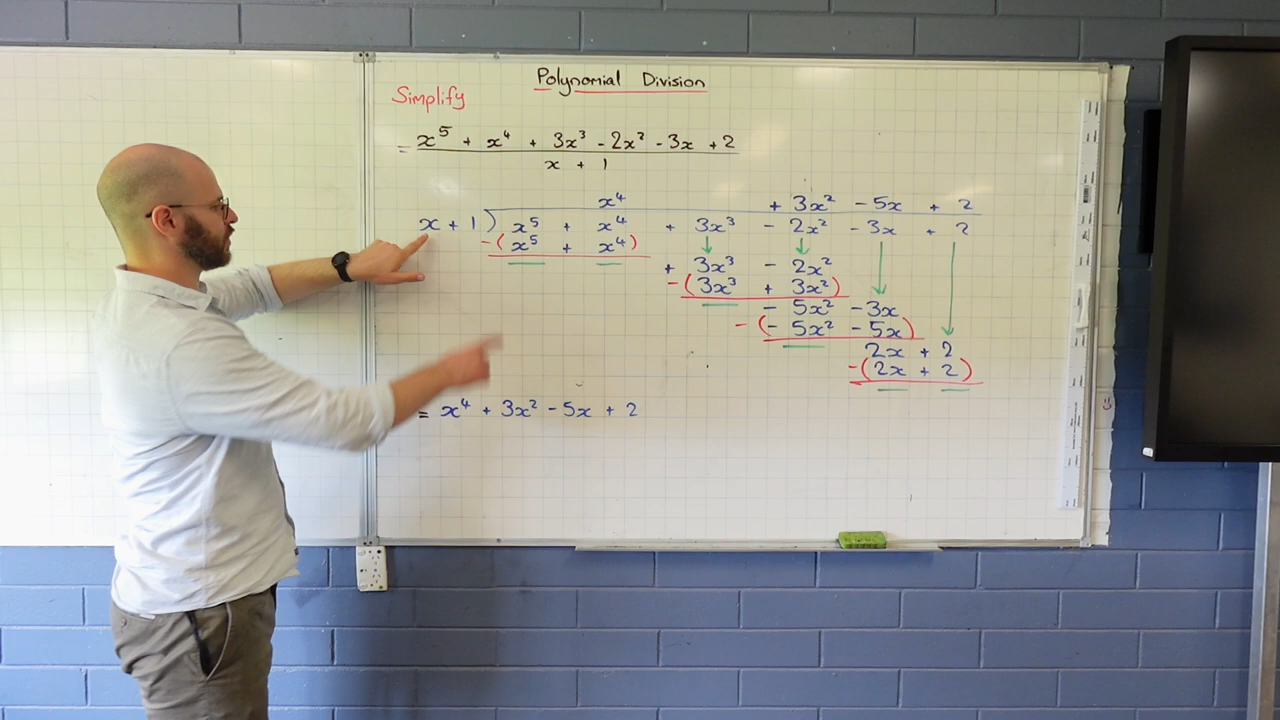 Polynomial Division
Simplify
= x⁵ + x⁴ + 3x³ - 2x² - 3x + 2
x + 1
x⁴ + 3x² - 5x + 2
x + 1 ) x⁵ + x⁴ + 3x³ - 2x² - 3x + 2
-( x⁵ + x⁴ )
+ 3x³ - 2x²
-( 3x³ + 3x² )
- 5x² - 3x
-( - 5x² - 5x )
2x + 2
-( 2x + 2 )
= x⁴ + 3x² - 5x + 2